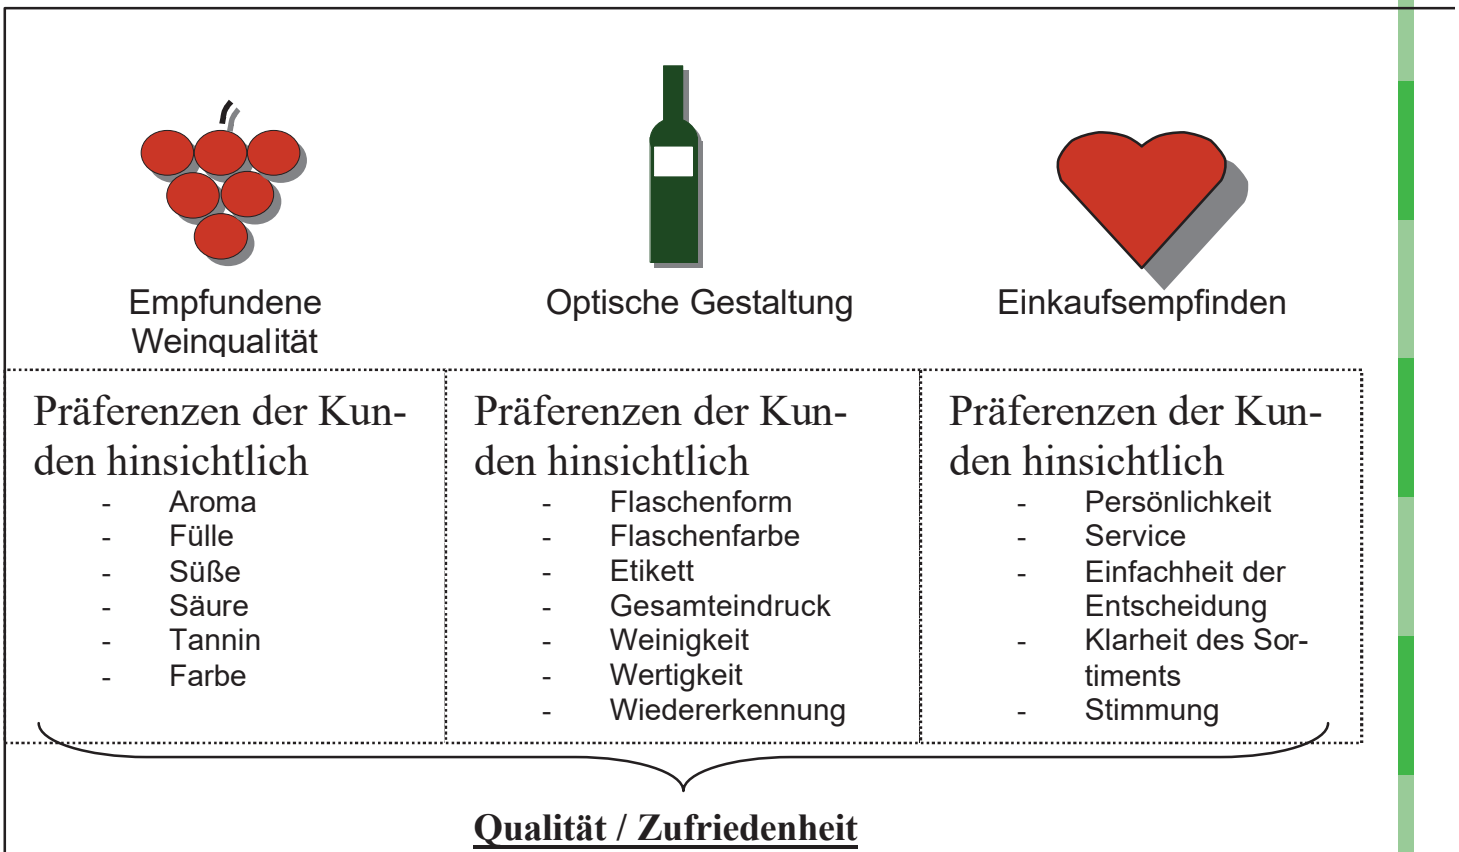 Empfundene
Weinqualität
Optische Gestaltung
Einkaufsempfinden
Präferenzen der Kun-
den hinsichtlich
- Aroma
- Fülle
- Süße
- Säure
- Tannin
- Farbe
Präferenzen der Kun-
den hinsichtlich
- Flaschenform
- Flaschenfarbe
- Etikett
- Gesamteindruck
- Weinigkeit
- Wertigkeit
- Wiedererkennung
Präferenzen der Kun-
den hinsichtlich
- Persönlichkeit
- Service
- Einfachheit der
Entscheidung
- Klarheit des Sor-
timents
- Stimmung
Qualität / Zufriedenheit